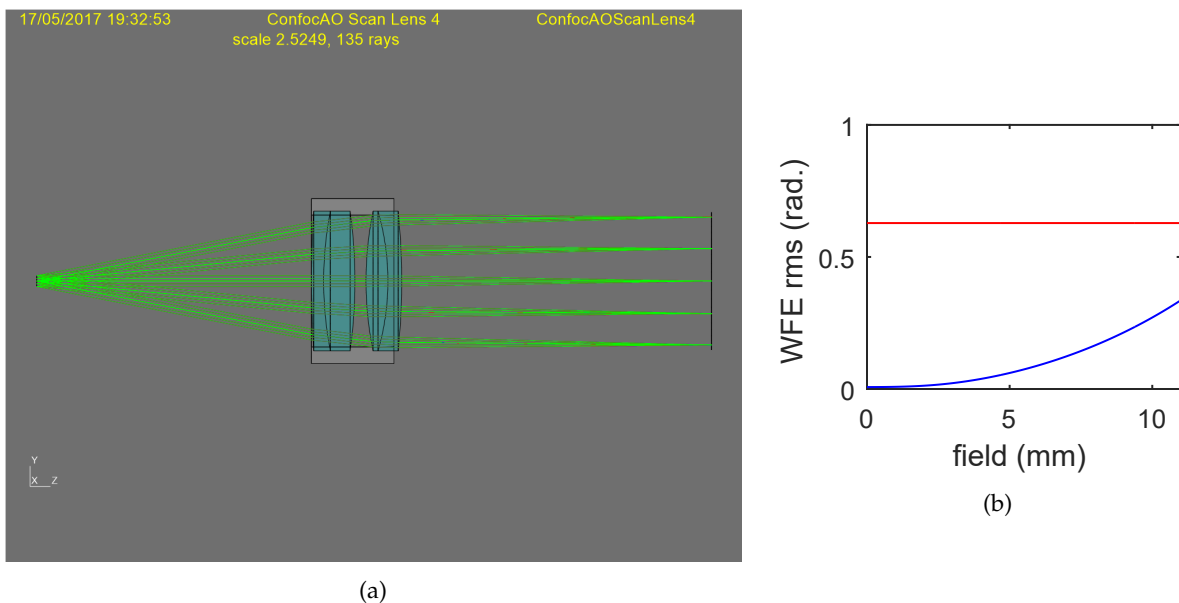 17/05/2017 19:32:53 ConfocAO Scan Lens 4 ConfocAOScanLens4
scale 2.5249, 135 rays
Y
X Z
(a)
1
0.5
0
WFE rms (rad.)
0 5 10
field (mm)
(b)